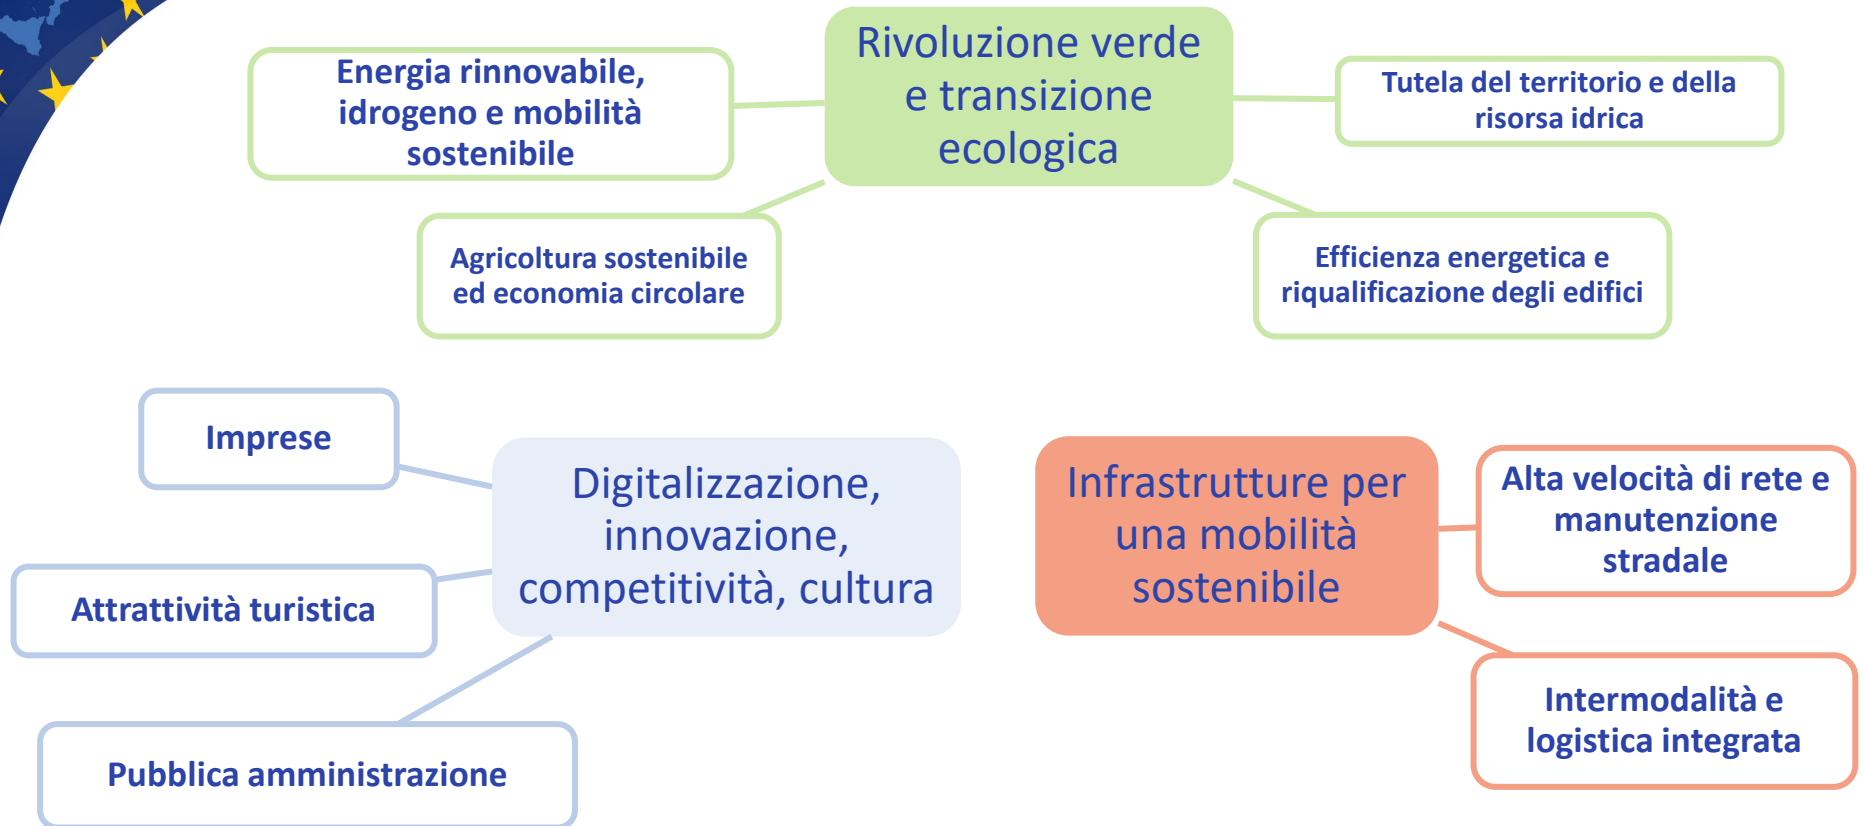 Rivoluzione verde
e transizione
ecologica
Energia rinnovabile,
idrogeno e mobilità
sostenibile
Tutela del territorio e della
risorsa idrica
Agricoltura sostenibile
ed economia circolare
Efficienza energetica e
riqualificazione degli edifici
Imprese
Attrattività turistica
Pubblica amministrazione
Digitalizzazione,
innovazione,
competitività, cultura
Infrastrutture per
una mobilità
sostenibile
Alta velocità di rete e
manutenzione
stradale
Intermodalità e
logistica integrata